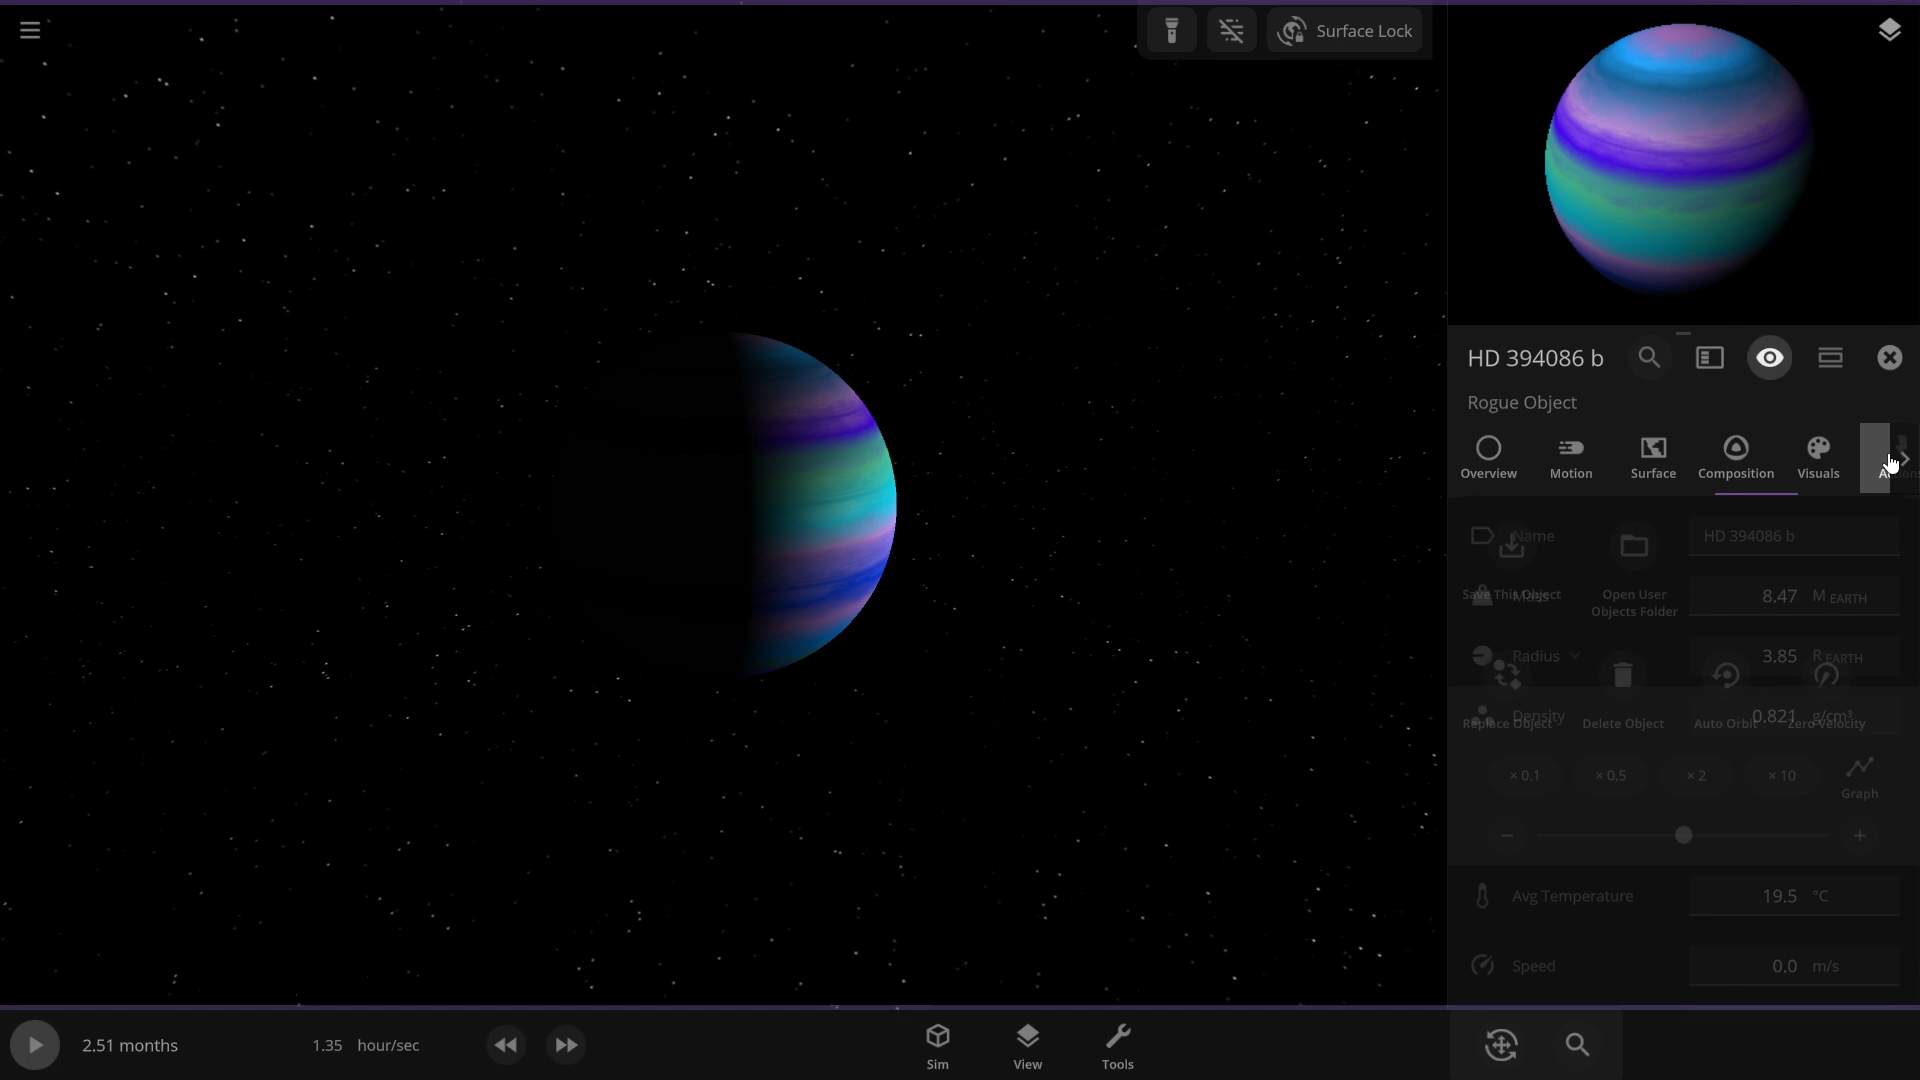 Surface Lock
HD 394086 b
Rogue Object
Overview
Motion
Surface
Composition
Visuals
Actions
Name
HD 394086 b
Save This Object
Open User
Objects Folder
Mass
8.47 M EARTH
Radius
3.85 R EARTH
Density
0.821 g/cm³
Replace Object
Delete Object
Auto Orbit
Zero Velocity
× 0.1
× 0.5
× 2
× 10
Graph
Avg Temperature
19.5 °C
Speed
0.0 m/s
2.51 months
1.35 hour/sec
Sim
View
Tools